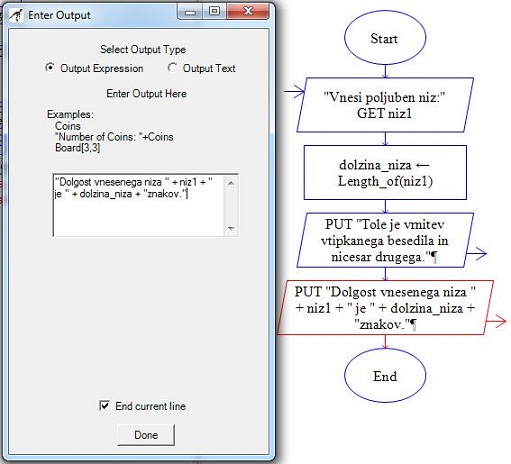 Enter Output
Select Output Type
Output Expression
Output Text
Enter Output Here
Examples:
Coins
"Number of Coins: "+Coins
Board[3,3]
"Dolgost vnesenega niza " + niz1 + "
je " + dolzina_niza + "znakov."
End current line
Done
Start
"Vnesi poljuben niz:"
GET niz1
dolzina_niza ←
Length_of(niz1)
PUT "Tole je vrnitev
vtipkanega besedila in
nicesar drugega."¶
PUT "Dolgost vnesenega niza "
+ niz1 + " je " + dolzina_niza +
"znakov."¶
End